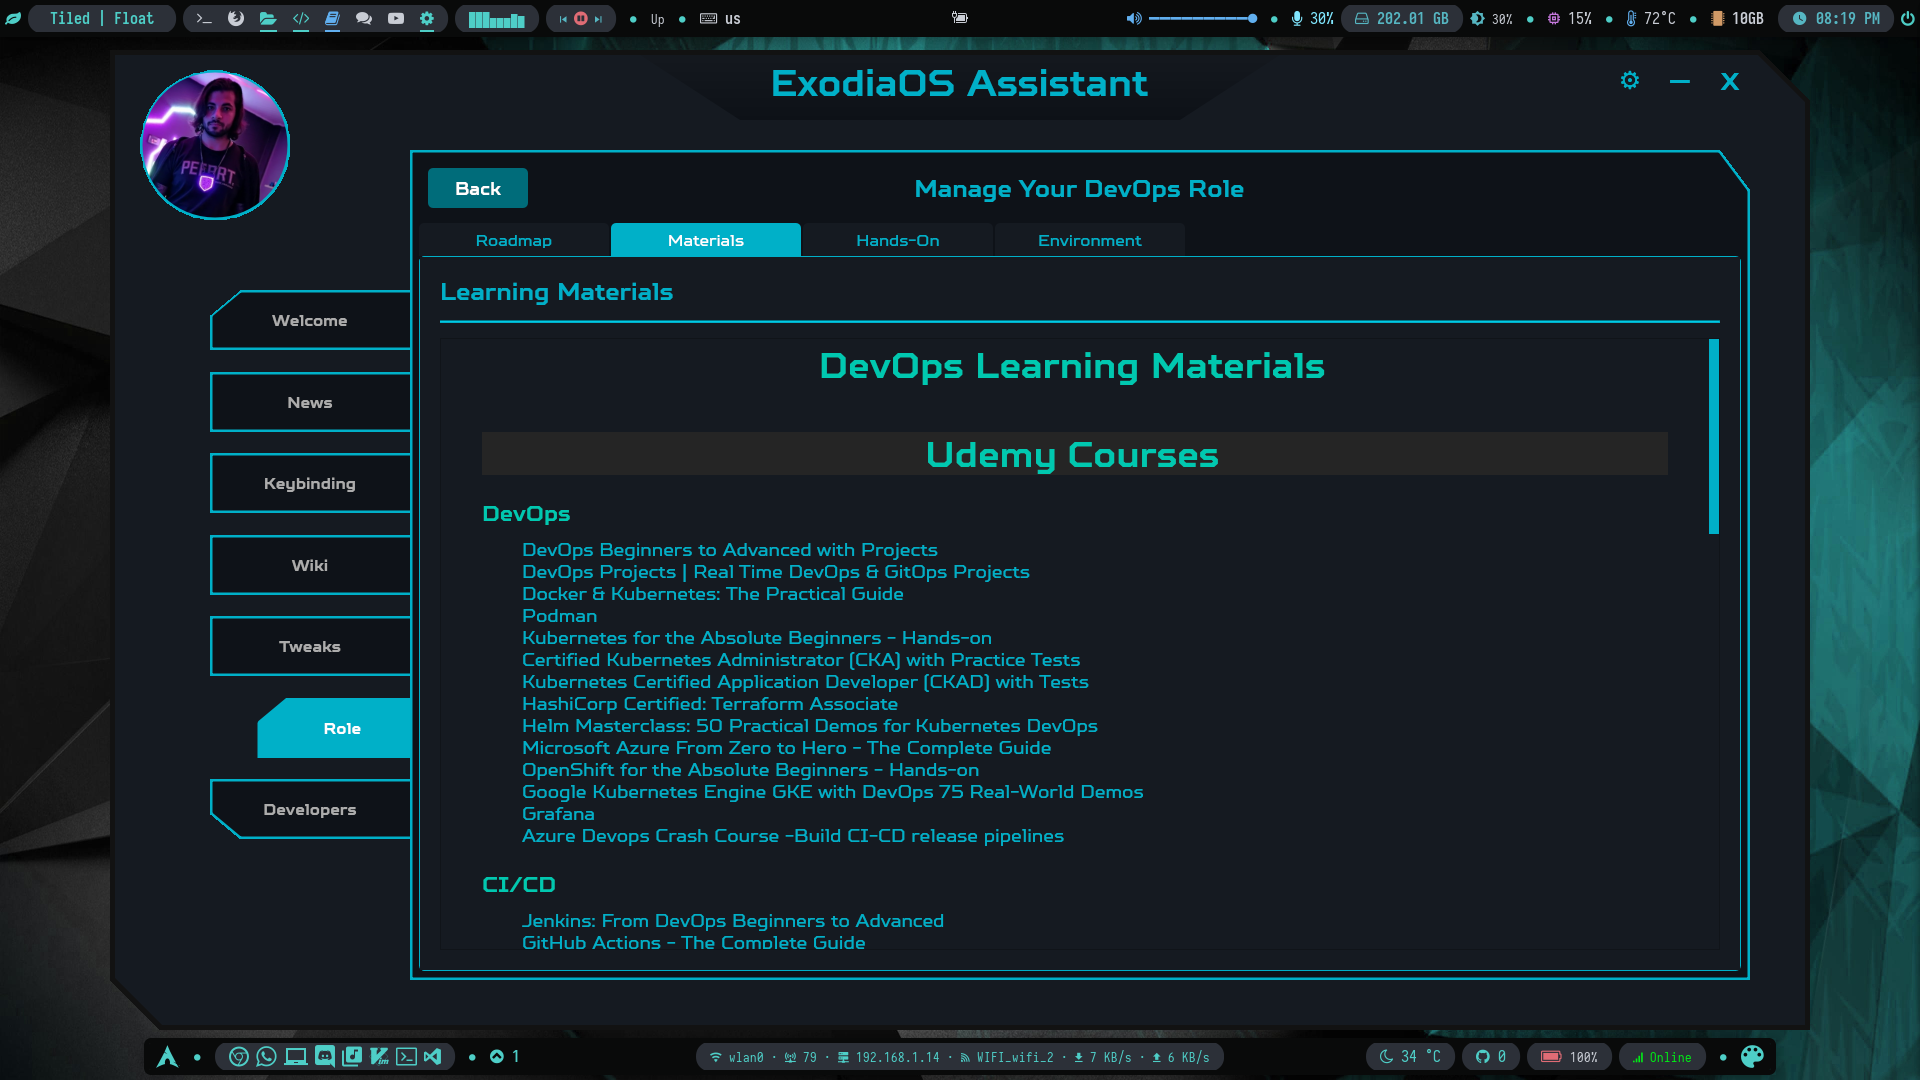 Tiled | Float
Up
us
30%
202.01 GB
30%
15%
72°C
10GB
08:19 PM
ExodiaOS Assistant
X
Back
Manage Your DevOps Role
Roadmap
Materials
Hands-On
Environment
Learning Materials
Welcome
News
Keybinding
Wiki
Tweaks
Role
Developers
DevOps Learning Materials
Udemy Courses
DevOps
DevOps Beginners to Advanced with Projects
DevOps Projects | Real Time DevOps & GitOps Projects
Docker & Kubernetes: The Practical Guide
Podman
Kubernetes for the Absolute Beginners - Hands-on
Certified Kubernetes Administrator (CKA) with Practice Tests
Kubernetes Certified Application Developer (CKAD) with Tests
HashiCorp Certified: Terraform Associate
Helm Masterclass: 50 Practical Demos for Kubernetes DevOps
Microsoft Azure From Zero to Hero - The Complete Guide
OpenShift for the Absolute Beginners - Hands-on
Google Kubernetes Engine GKE with DevOps 75 Real-World Demos
Grafana
Azure Devops Crash Course -Build CI-CD release pipelines
CI/CD
Jenkins: From DevOps Beginners to Advanced
GitHub Actions - The Complete Guide
1
wlan0 · 79 · 192.168.1.14 · WIFI_wifi_2 · 7 KB/s · 6 KB/s
34 °C
0
100%
Online